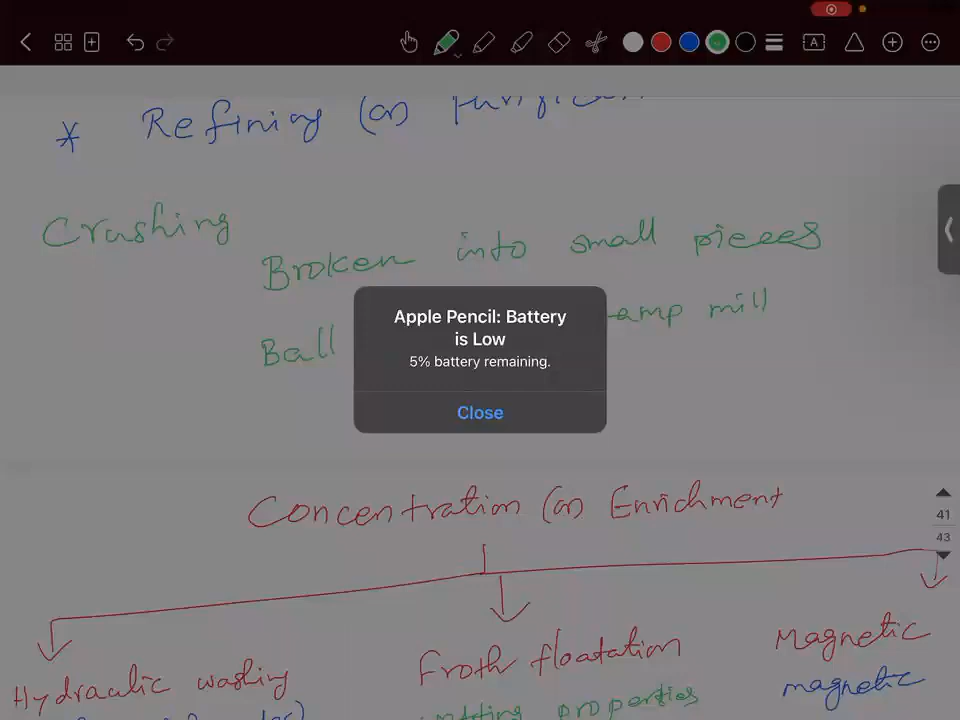 * Refining (or)
Crushing
Broken into small pieces
Ball amp mill
Apple Pencil: Battery
is Low
5% battery remaining.
Close
Concentration (or) Enrichment
41
43
Hydraulic washing Froth floatation Magnetic
properties magnetic